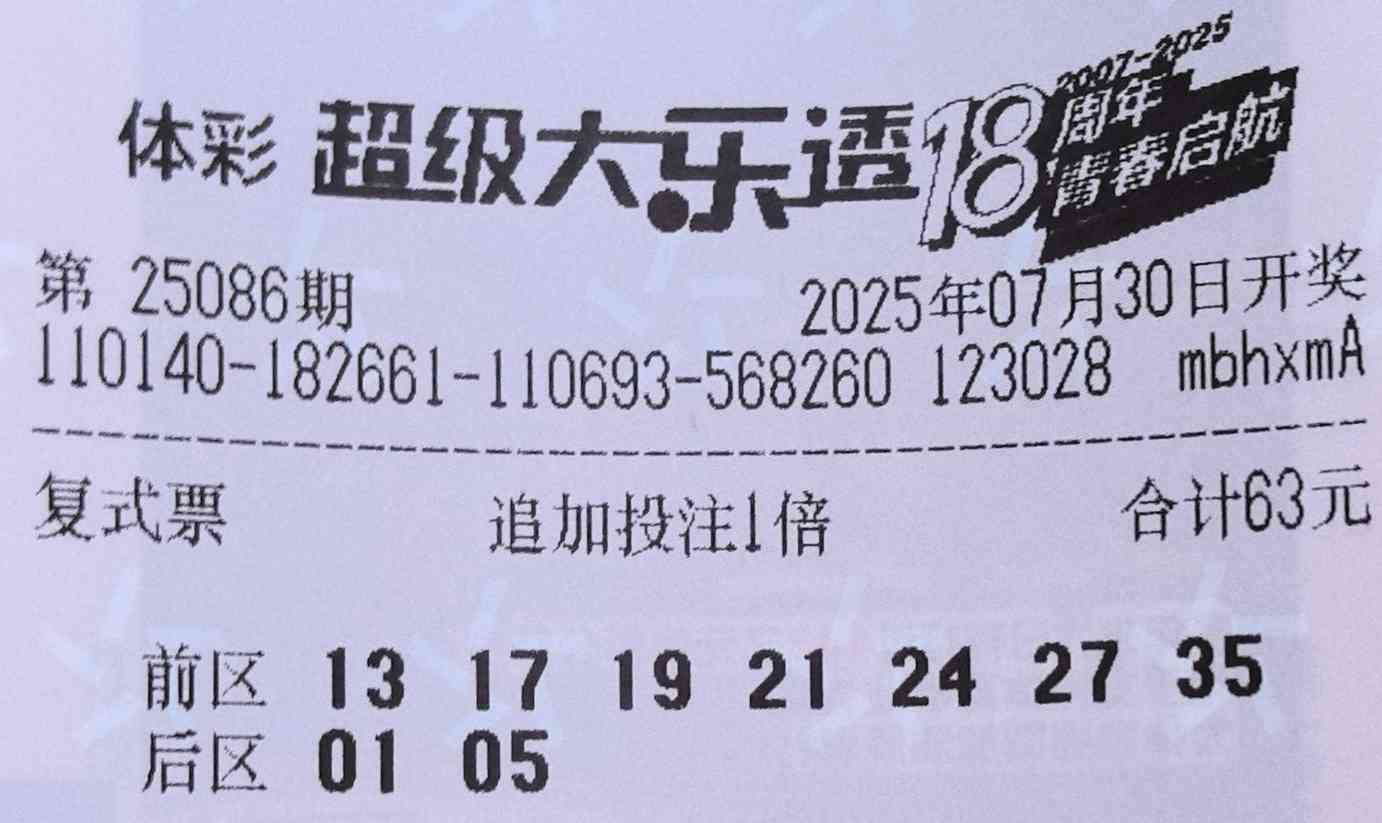 2007-2025
体彩 超级大乐透 18 周年
青春启航
第 25086期 2025年07月30日开奖
110140-182661-110693-568260 123028 mbhxmA
复式票 追加投注1倍 合计63元
前区 13 17 19 21 24 27 35
后区 01 05